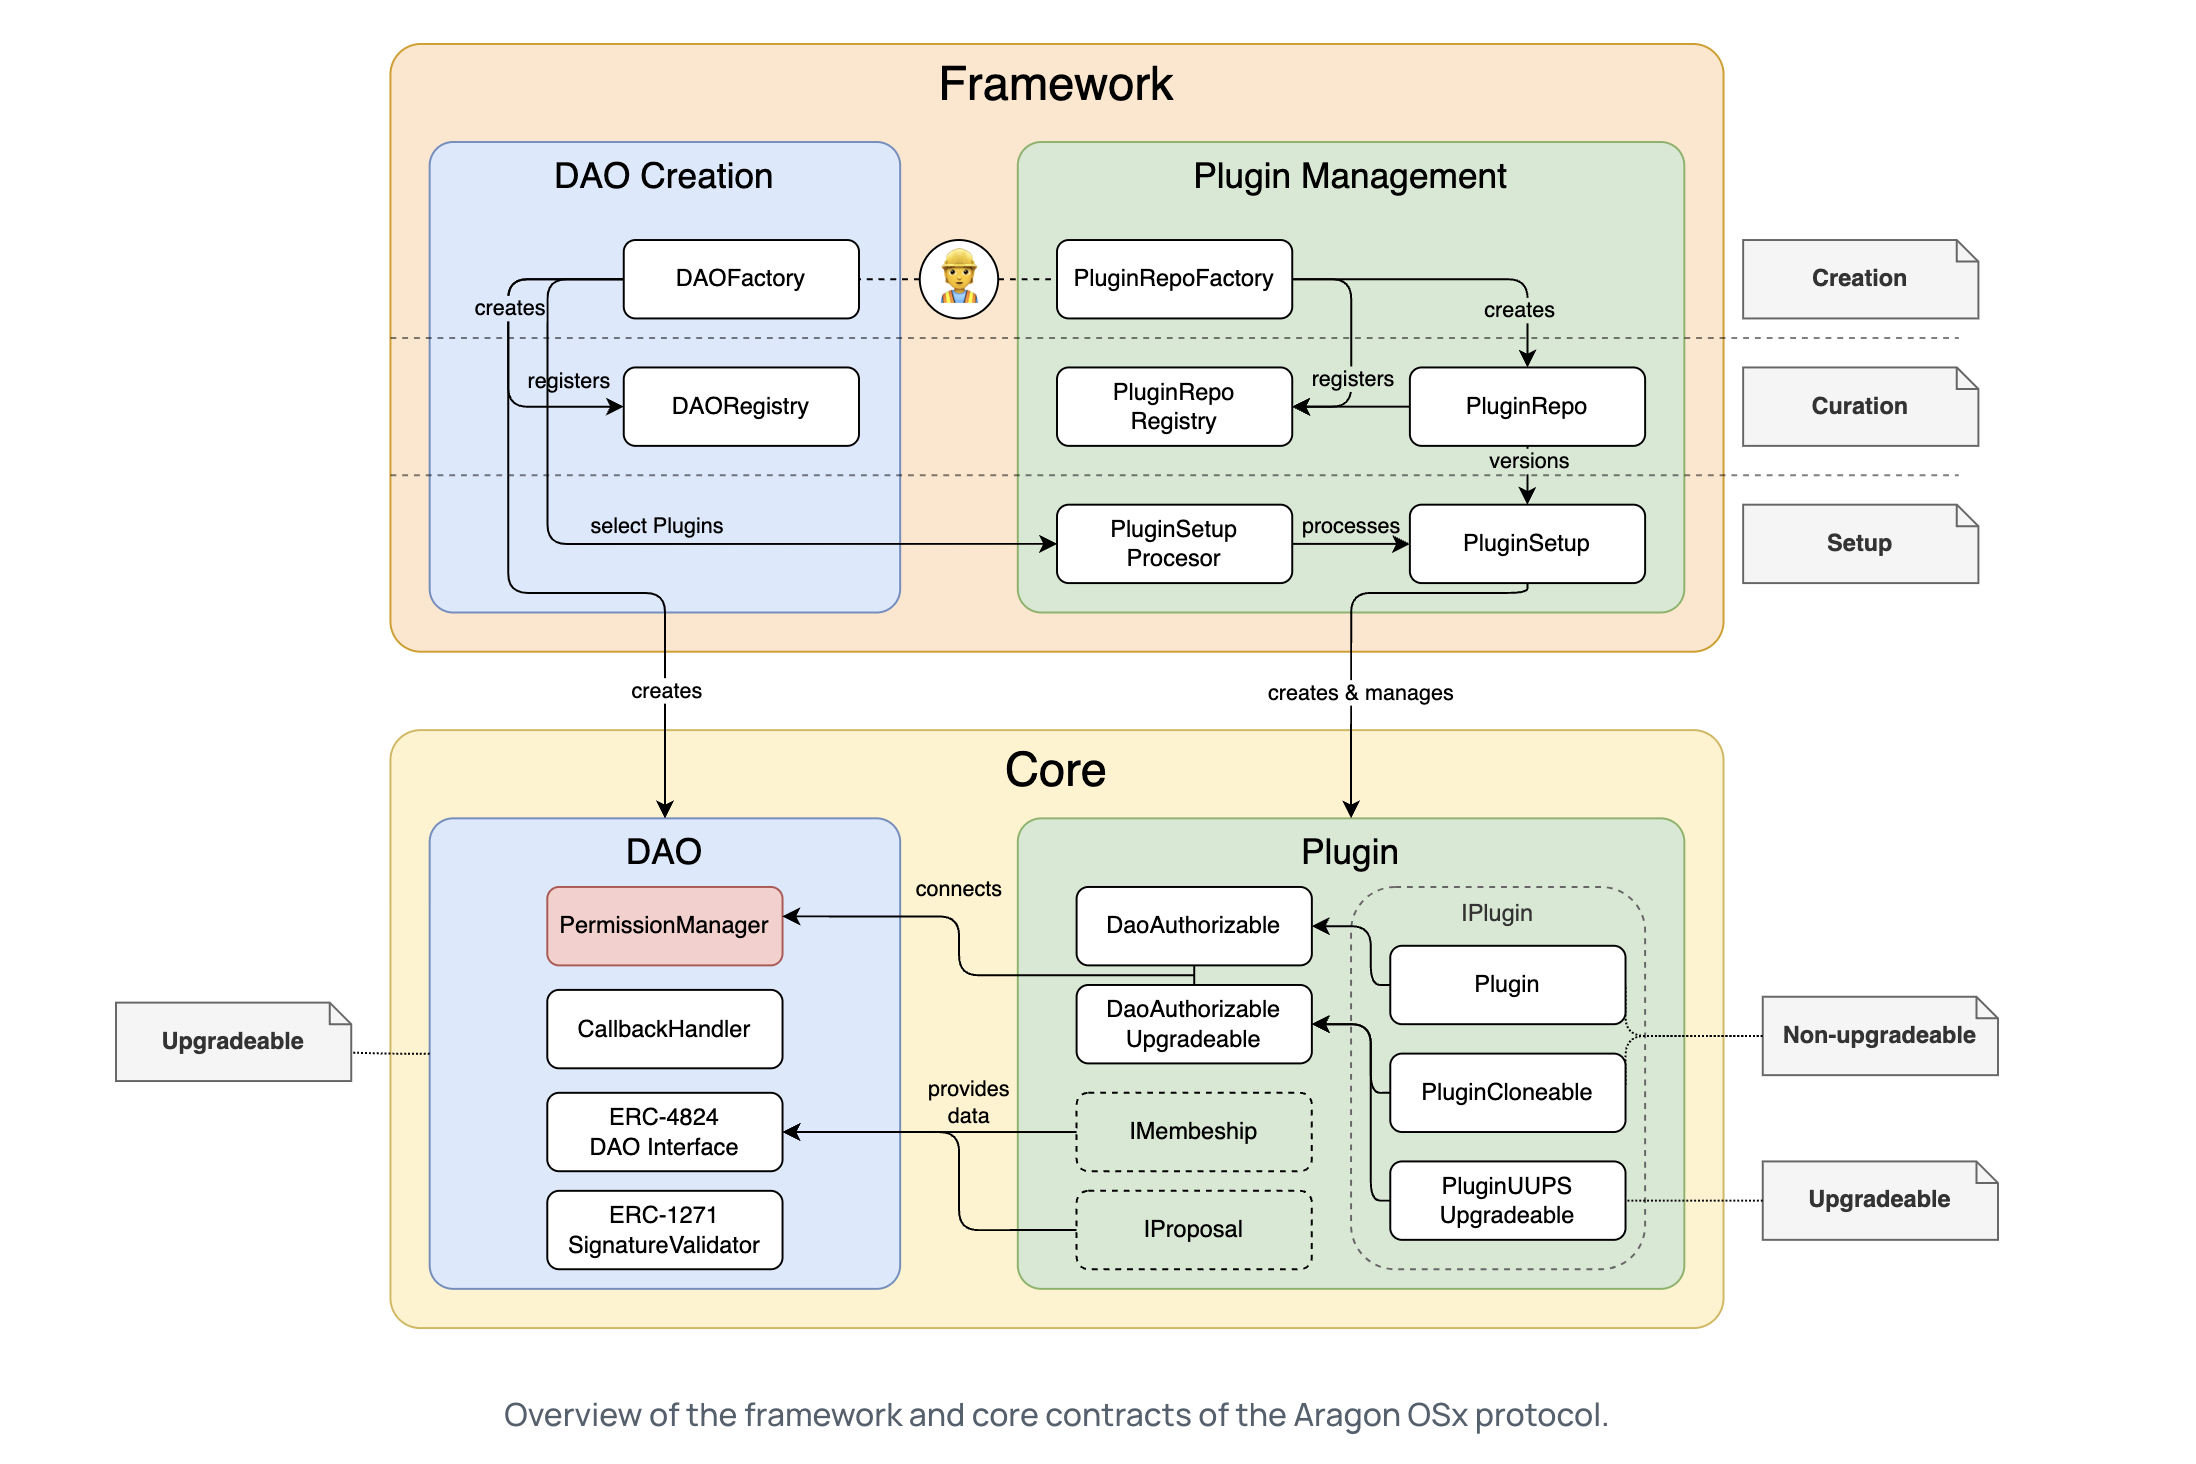 Framework
DAO Creation
Plugin Management
DAOFactory
PluginRepoFactory
Creation
creates
creates
registers
DAORegistry
PluginRepo
Registry
registers
PluginRepo
Curation
versions
select Plugins
PluginSetup
Procesor
processes
PluginSetup
Setup
creates
creates & manages
Core
DAO
Plugin
PermissionManager
connects
DaoAuthorizable
IPlugin
Plugin
CallbackHandler
DaoAuthorizable
Upgradeable
Upgradeable
Non-upgradeable
PluginCloneable
ERC-4824
DAO Interface
provides
data
IMembeship
PluginUUPS
Upgradeable
Upgradeable
ERC-1271
SignatureValidator
IProposal
Overview of the framework and core contracts of the Aragon OSx protocol.